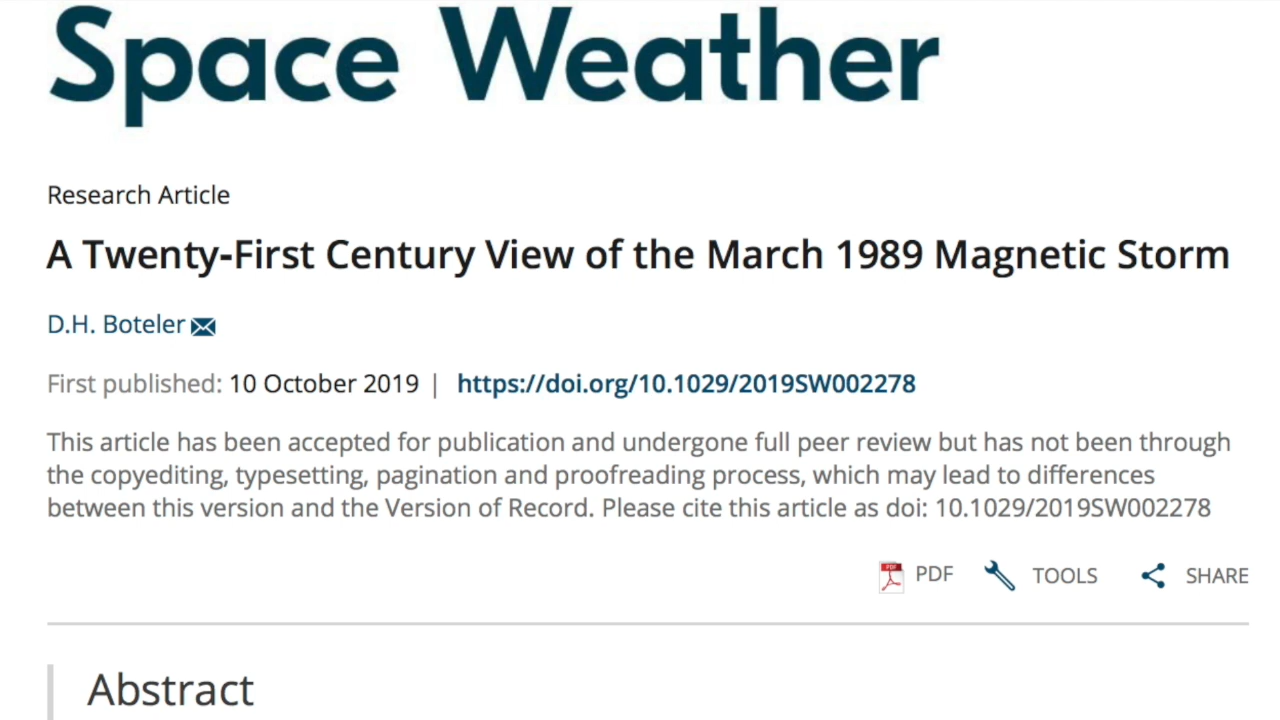 Space Weather
Research Article
A Twenty-First Century View of the March 1989 Magnetic Storm
D.H. Boteler
First published: 10 October 2019 | https://doi.org/10.1029/2019SW002278
This article has been accepted for publication and undergone full peer review but has not been through
the copyediting, typesetting, pagination and proofreading process, which may lead to differences
between this version and the Version of Record. Please cite this article as doi: 10.1029/2019SW002278
PDF TOOLS SHARE
Abstract